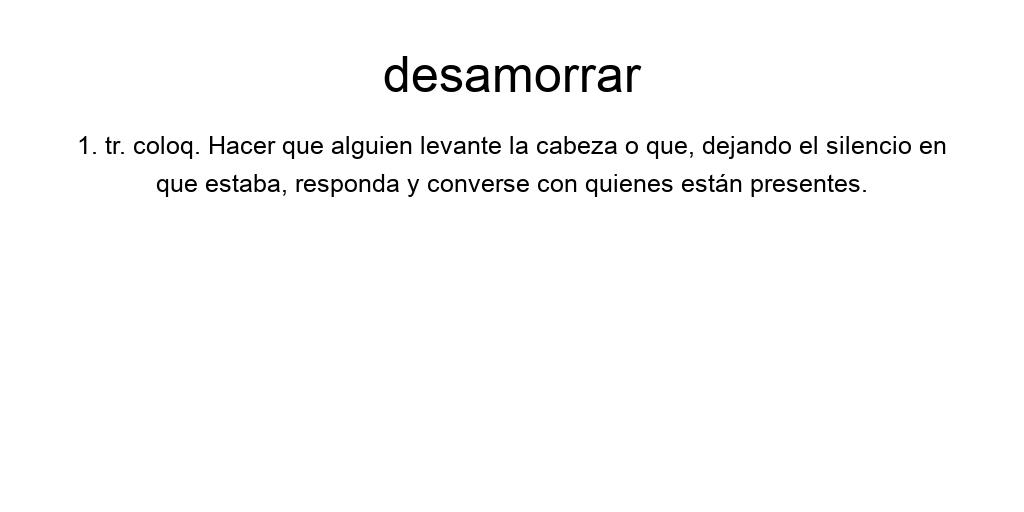 desamorrar
1. tr. coloq. Hacer que alguien levante la cabeza o que, dejando el silencio en
que estaba, responda y converse con quienes están presentes.